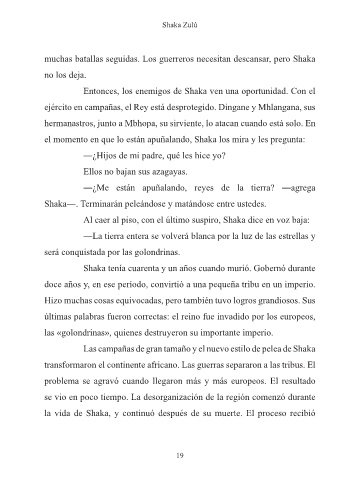 Shaka Zulú
muchas batallas seguidas. Los guerreros necesitan descansar, pero Shaka
no los deja.
Entonces, los enemigos de Shaka ven una oportunidad. Con el
ejército en campañas, el Rey está desprotegido. Dingane y Mhlangana, sus
hermanastros, junto a Mbhopa, su sirviente, lo atacan cuando está solo. En
el momento en que lo están apuñalando, Shaka los mira y les pregunta:
―¿Hijos de mi padre, qué les hice yo?
Ellos no bajan sus azagayas.
―¿Me están apuñalando, reyes de la tierra? ―agrega
Shaka―. Terminarán peleándose y matándose entre ustedes.
Al caer al piso, con el último suspiro, Shaka dice en voz baja:
―La tierra entera se volverá blanca por la luz de las estrellas y
será conquistada por las golondrinas.
Shaka tenía cuarenta y un años cuando murió. Gobernó durante
doce años y, en ese período, convirtió a una pequeña tribu en un imperio.
Hizo muchas cosas equivocadas, pero también tuvo logros grandiosos. Sus
últimas palabras fueron correctas: el reino fue invadido por los europeos,
las «golondrinas», quienes destruyeron su importante imperio.
Las campañas de gran tamaño y el nuevo estilo de pelea de Shaka
transformaron el continente africano. Las guerras separaron a las tribus. El
problema se agravó cuando llegaron más y más europeos. El resultado
se vio en poco tiempo. La desorganización de la región comenzó durante
la vida de Shaka, y continuó después de su muerte. El proceso recibió
19